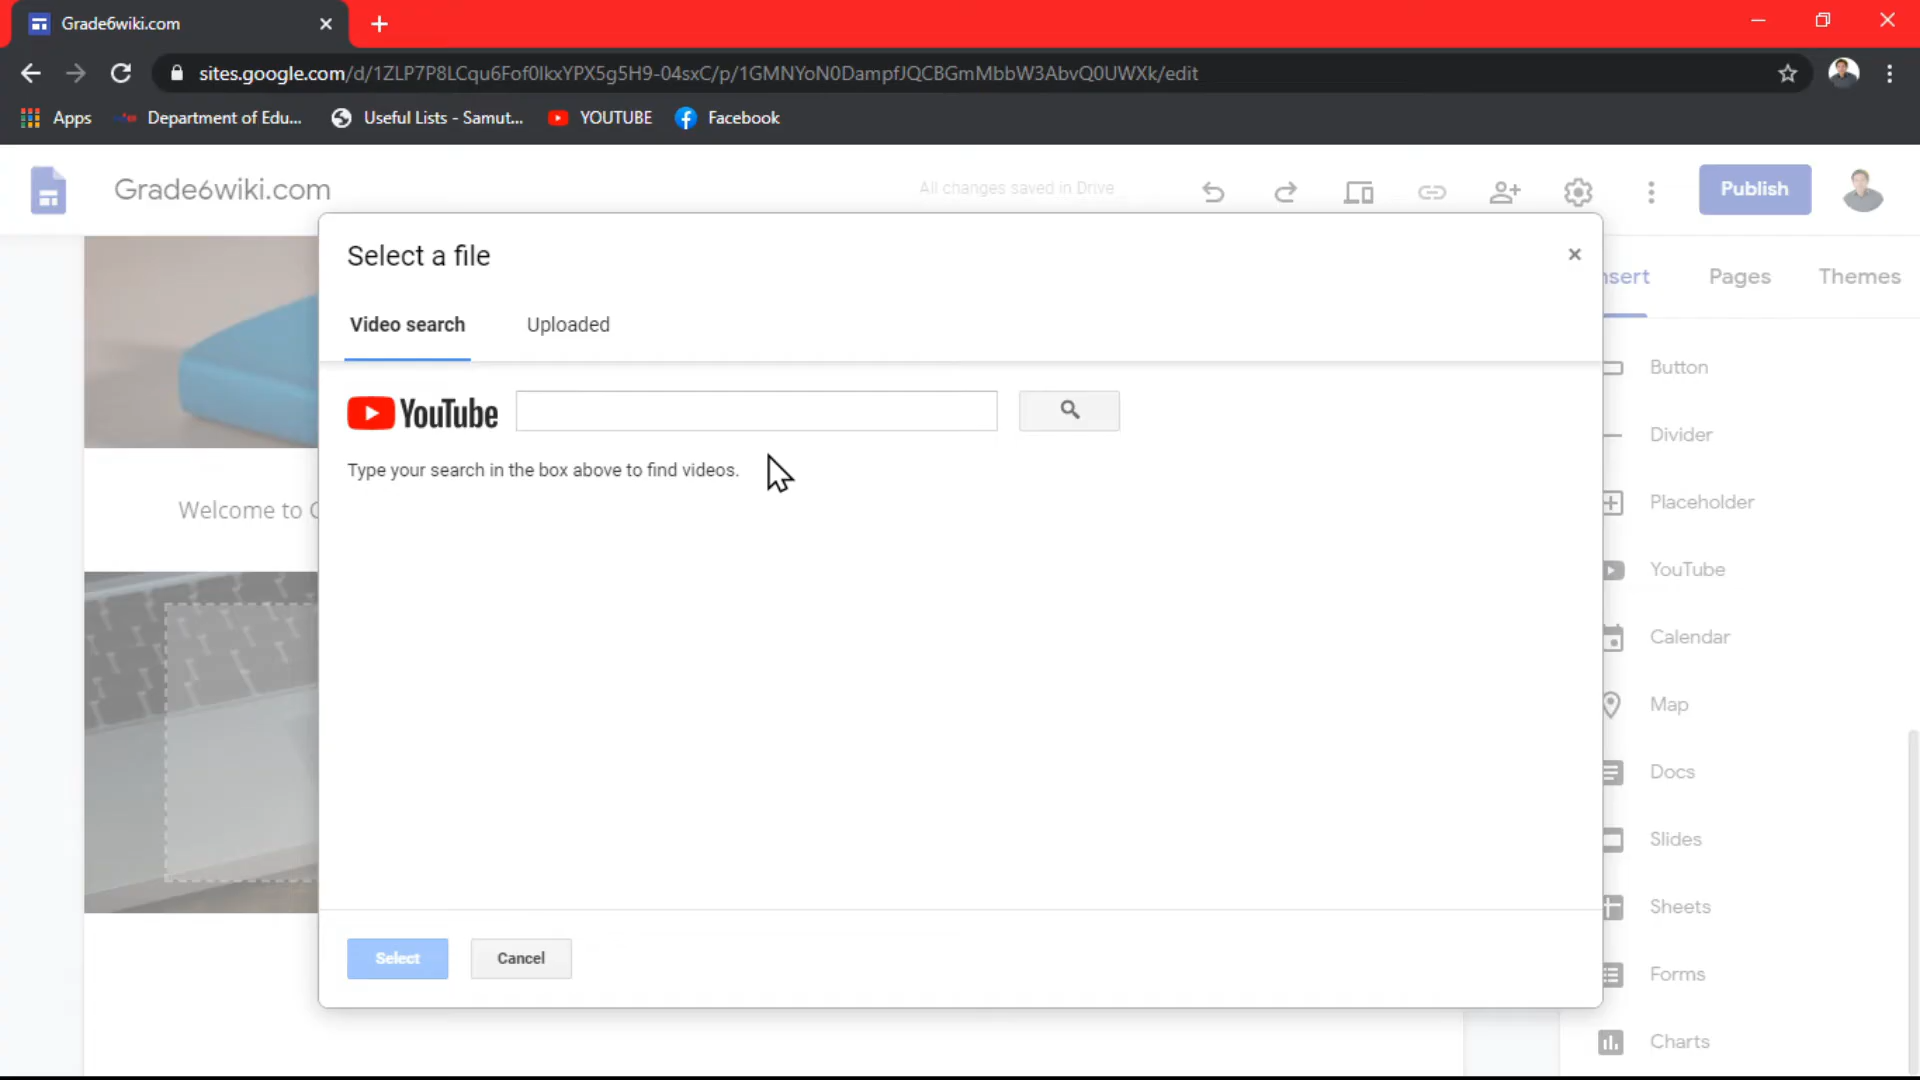 Grade6wiki.com
sites.google.com/d/1ZLP7P8LCqu6Fof0lkxYPX5g5H9-04sxC/p/1GMNYoN0DampfJQCBGmMbbW3AbvQ0UWXk/edit
Apps Department of Edu... Useful Lists - Samut... YOUTUBE Facebook
Grade6wiki.com All changes saved in Drive Publish
Select a file
nsert Pages Themes
Video search Uploaded
Button
YouTube
Divider
Type your search in the box above to find videos.
Placeholder
Welcome to
YouTube
Calendar
Map
Docs
Slides
Sheets
Select Cancel
Forms
Charts